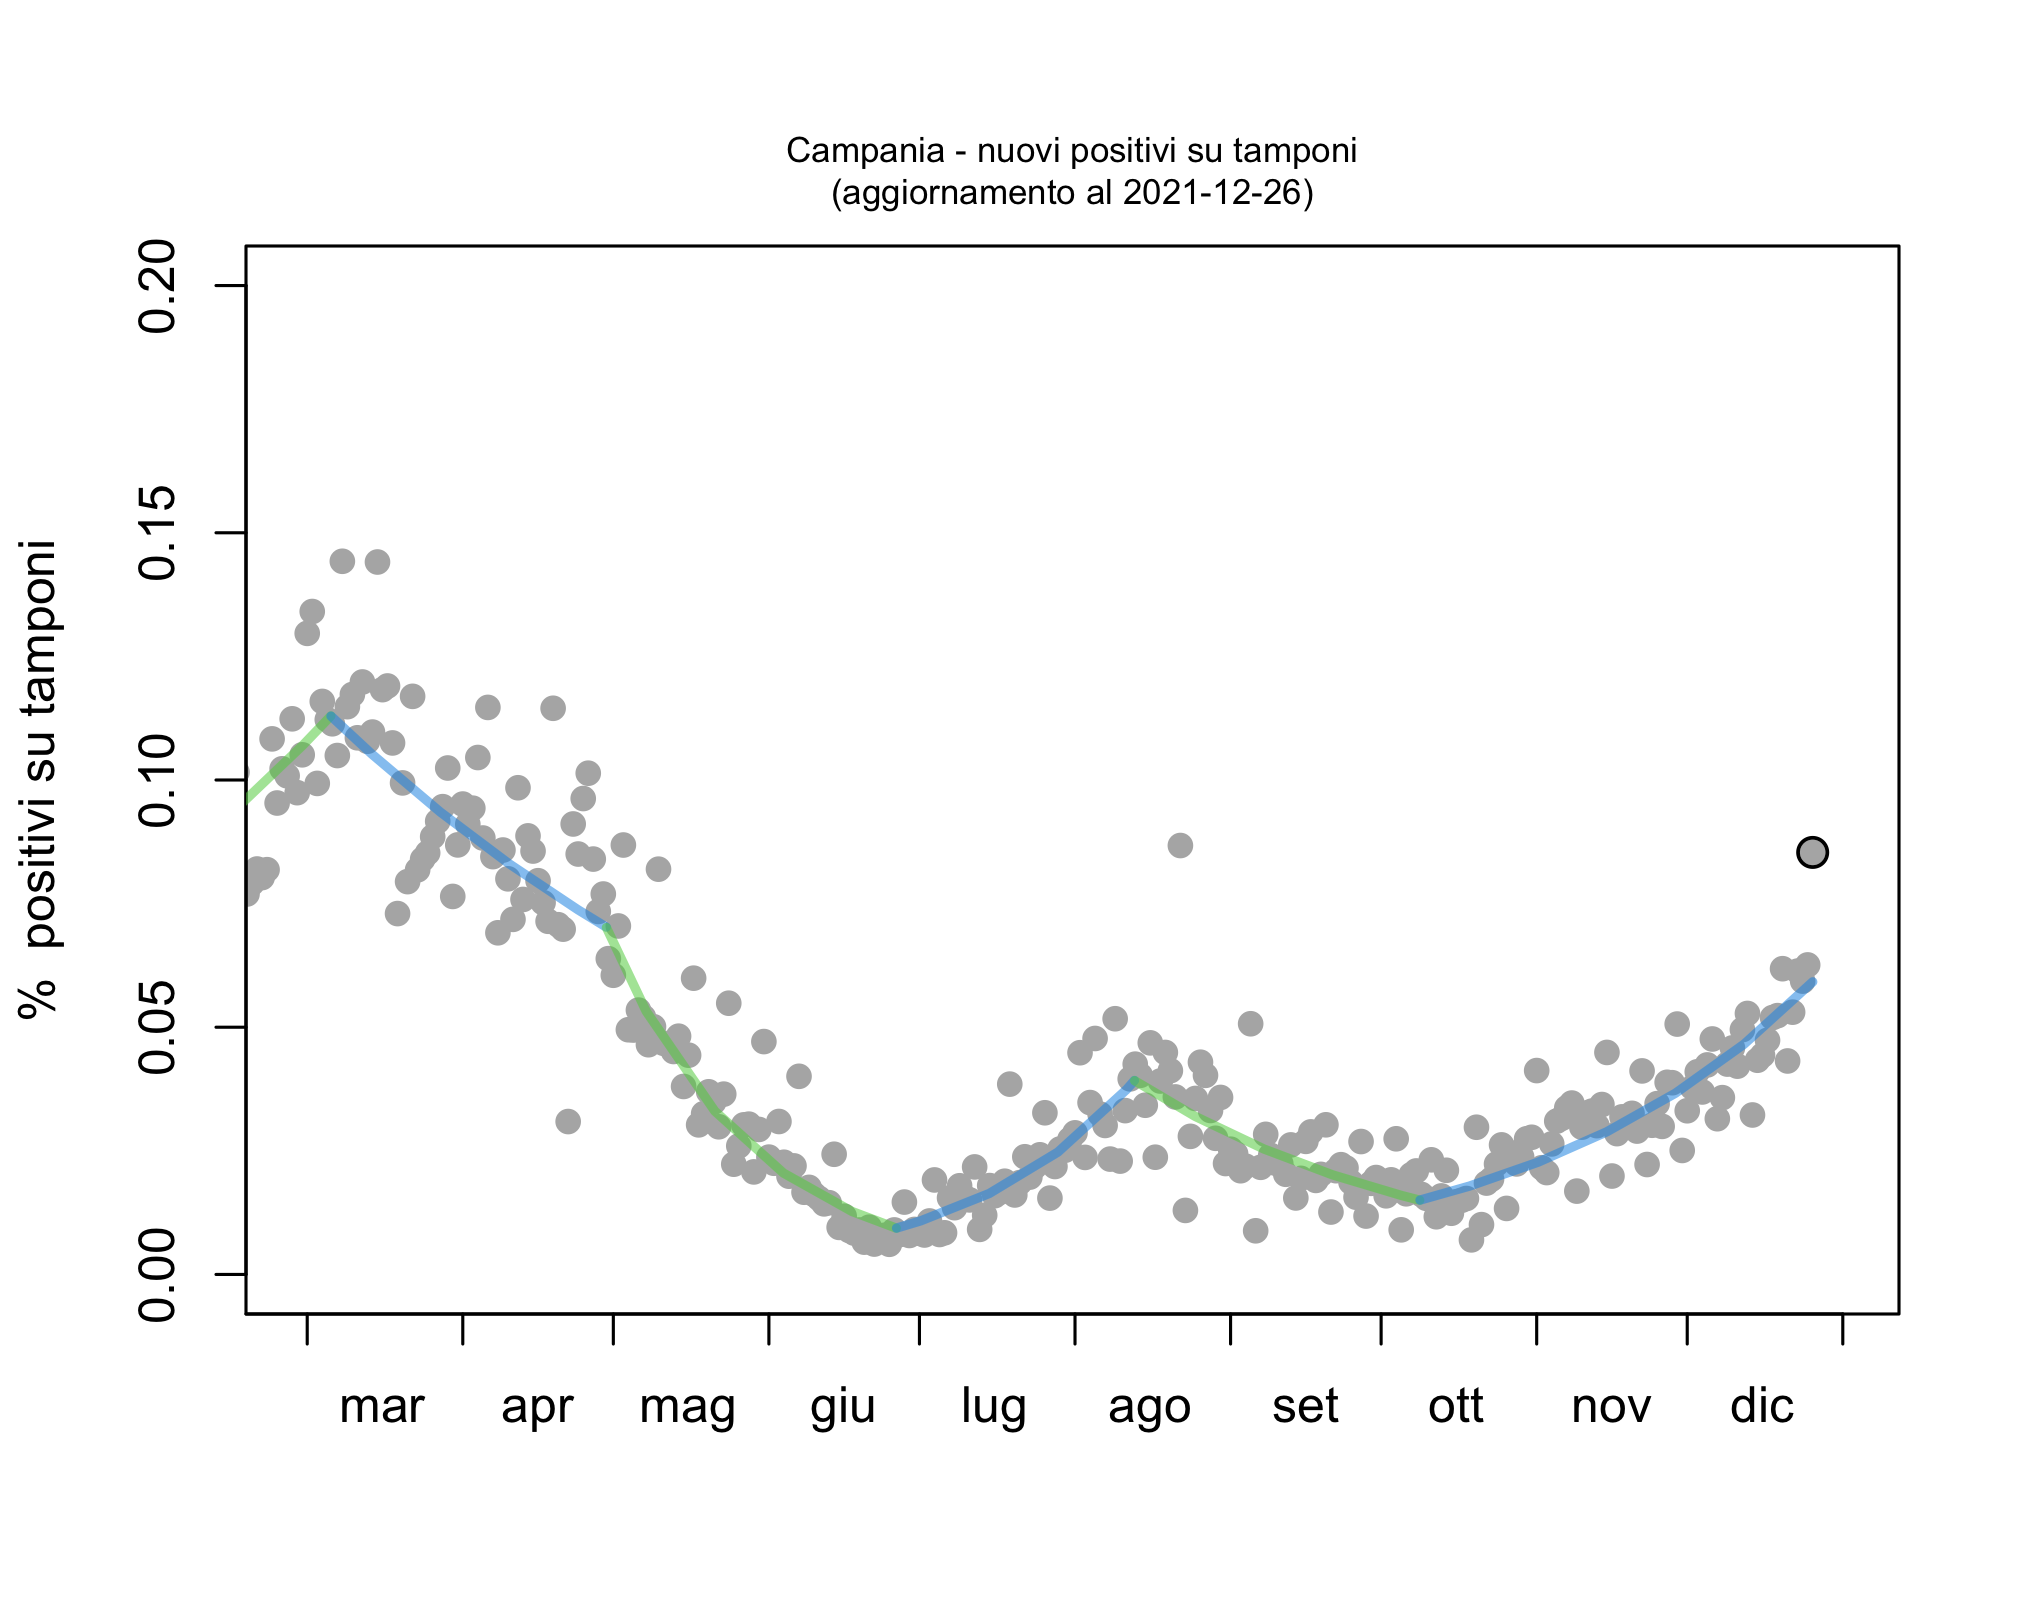 Campania - nuovi positivi su tamponi
(aggiornamento al 2021-12-26)
% positivi su tamponi
0.20
0.15
0.10
0.05
0.00
mar apr mag giu lug ago set ott nov dic